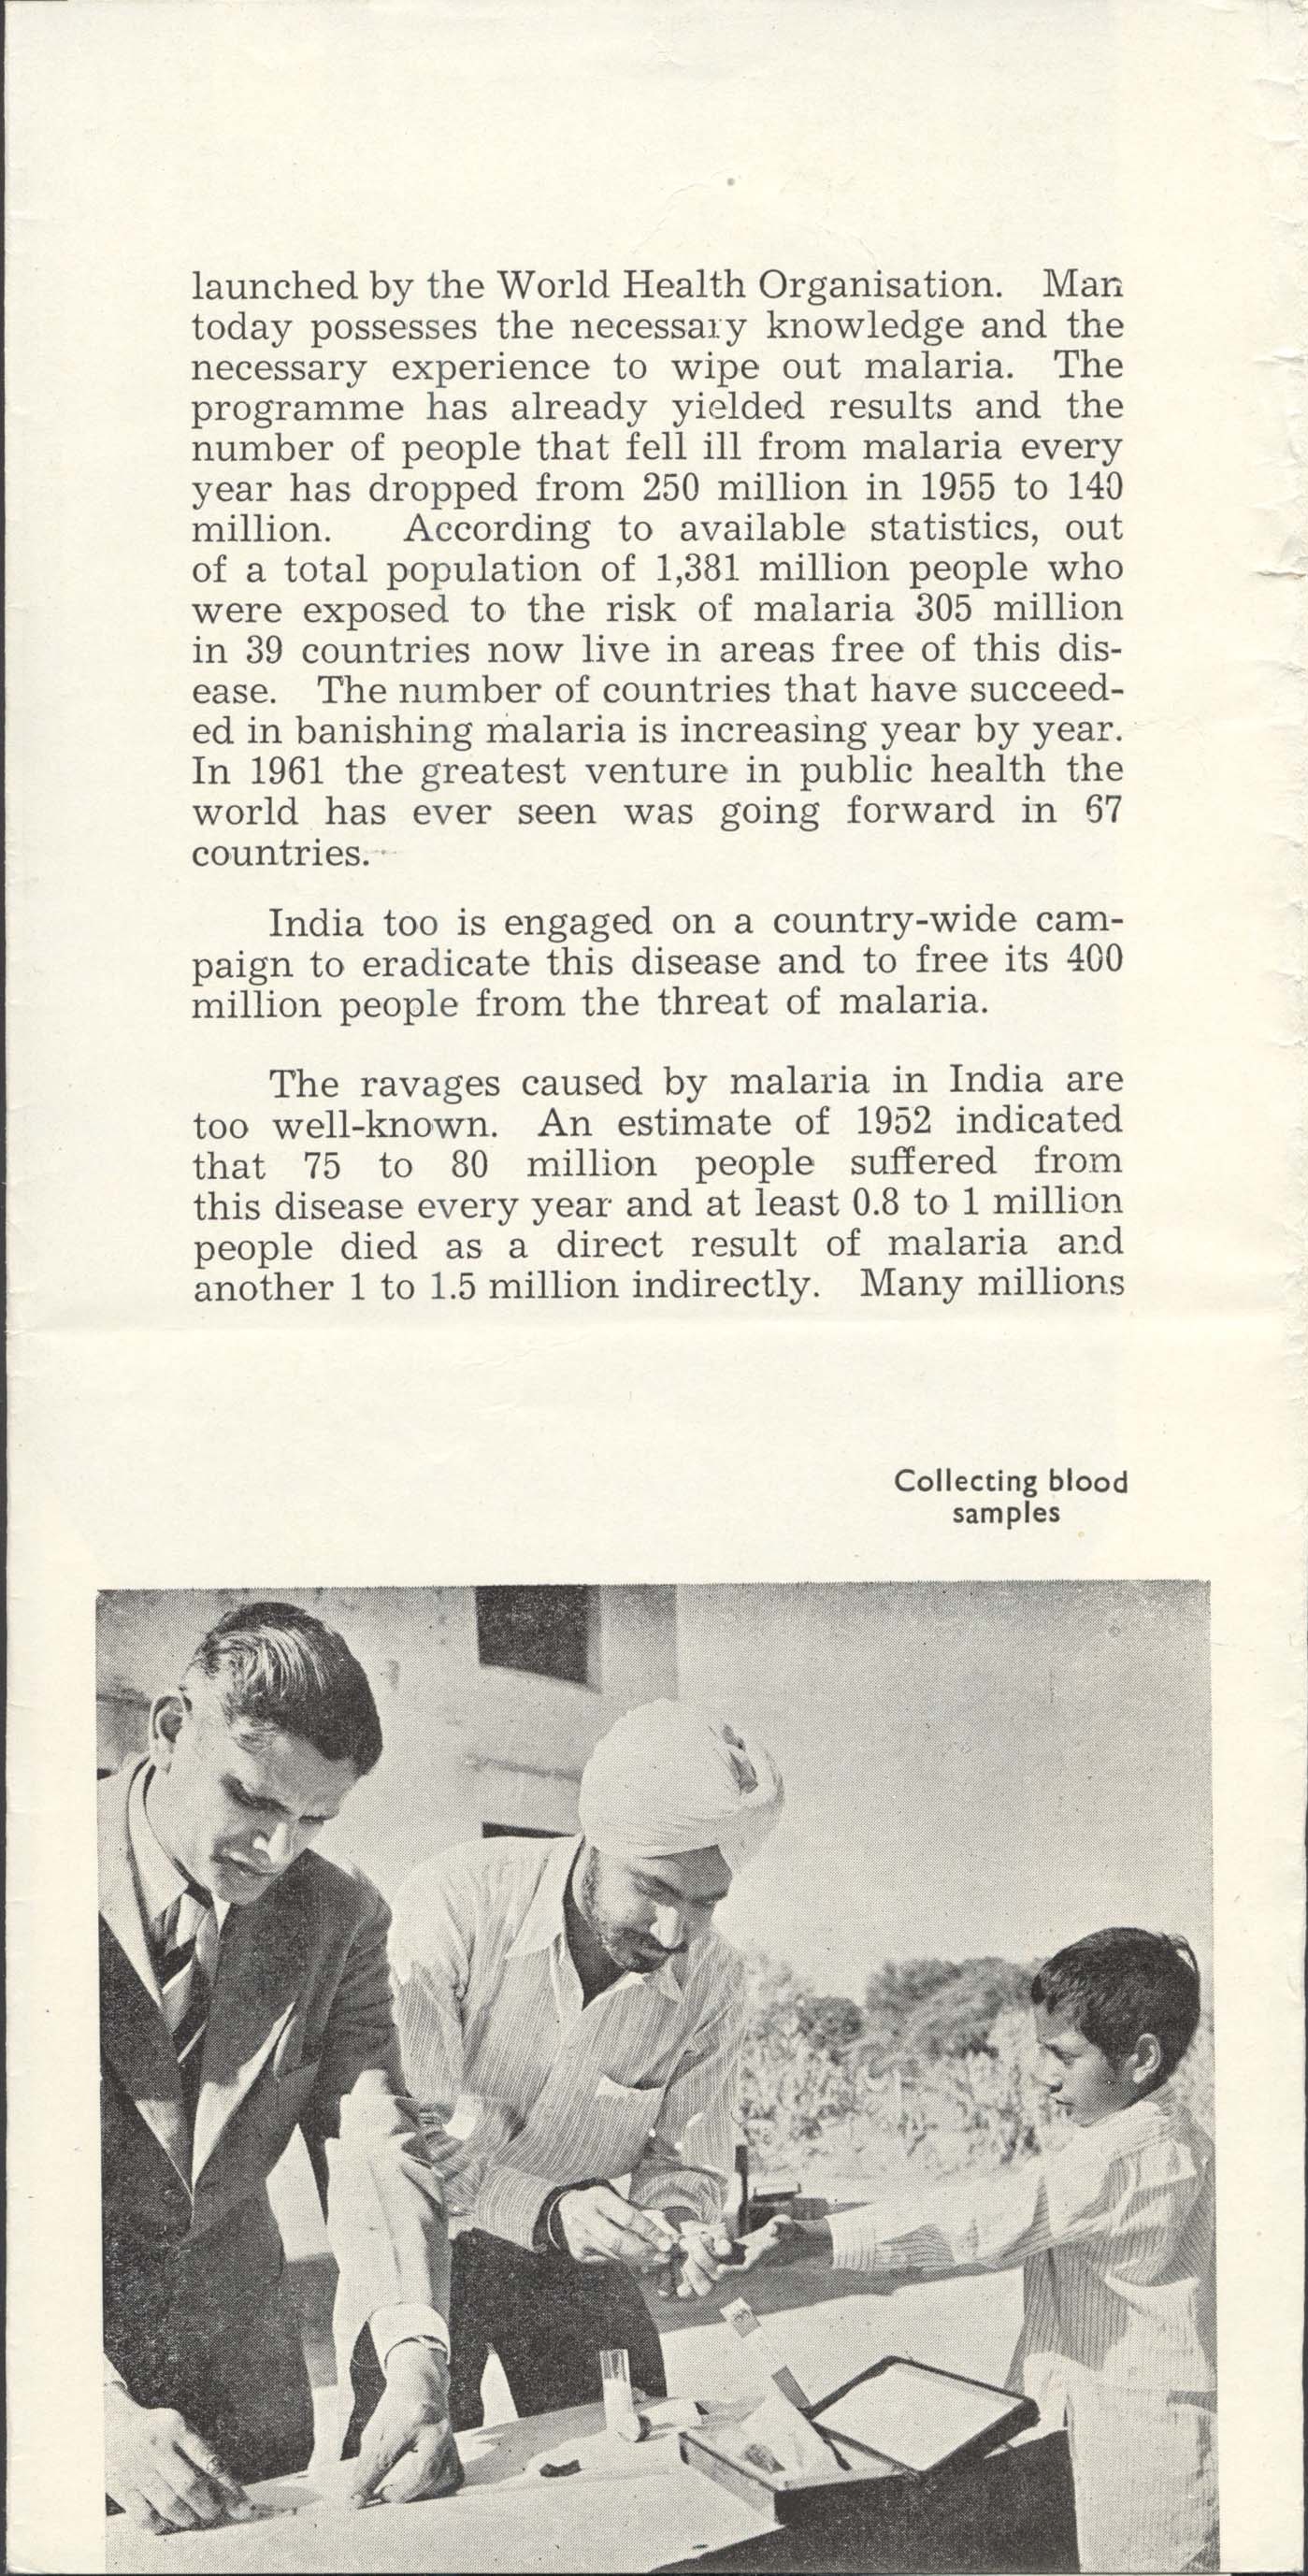 launched by the World Health Organisation. Man
today possesses the necessary knowledge and the
necessary experience to wipe out malaria. The
programme has already yielded results and the
number of people that fell ill from malaria every
year has dropped from 250 million in 1955 to 140
million. According to available statistics, out
of a total population of 1,381 million people who
were exposed to the risk of malaria 305 million
in 39 countries now live in areas free of this dis-
ease. The number of countries that have succeed-
ed in banishing malaria is increasing year by year.
In 1961 the greatest venture in public health the
world has ever seen was going forward in 67
countries.
India too is engaged on a country-wide cam-
paign to eradicate this disease and to free its 400
million people from the threat of malaria.
The ravages caused by malaria in India are
too well-known. An estimate of 1952 indicated
that 75 to 80 million people suffered from
this disease every year and at least 0.8 to 1 million
people died as a direct result of malaria and
another 1 to 1.5 million indirectly. Many millions
Collecting blood
samples